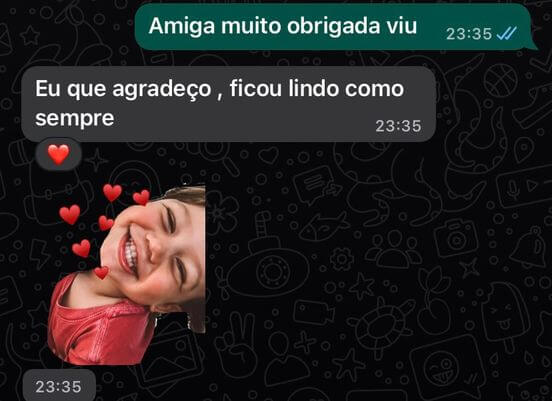 Amiga muito obrigada viu
23:35
Eu que agradeço , ficou lindo como
sempre
23:35
23:35